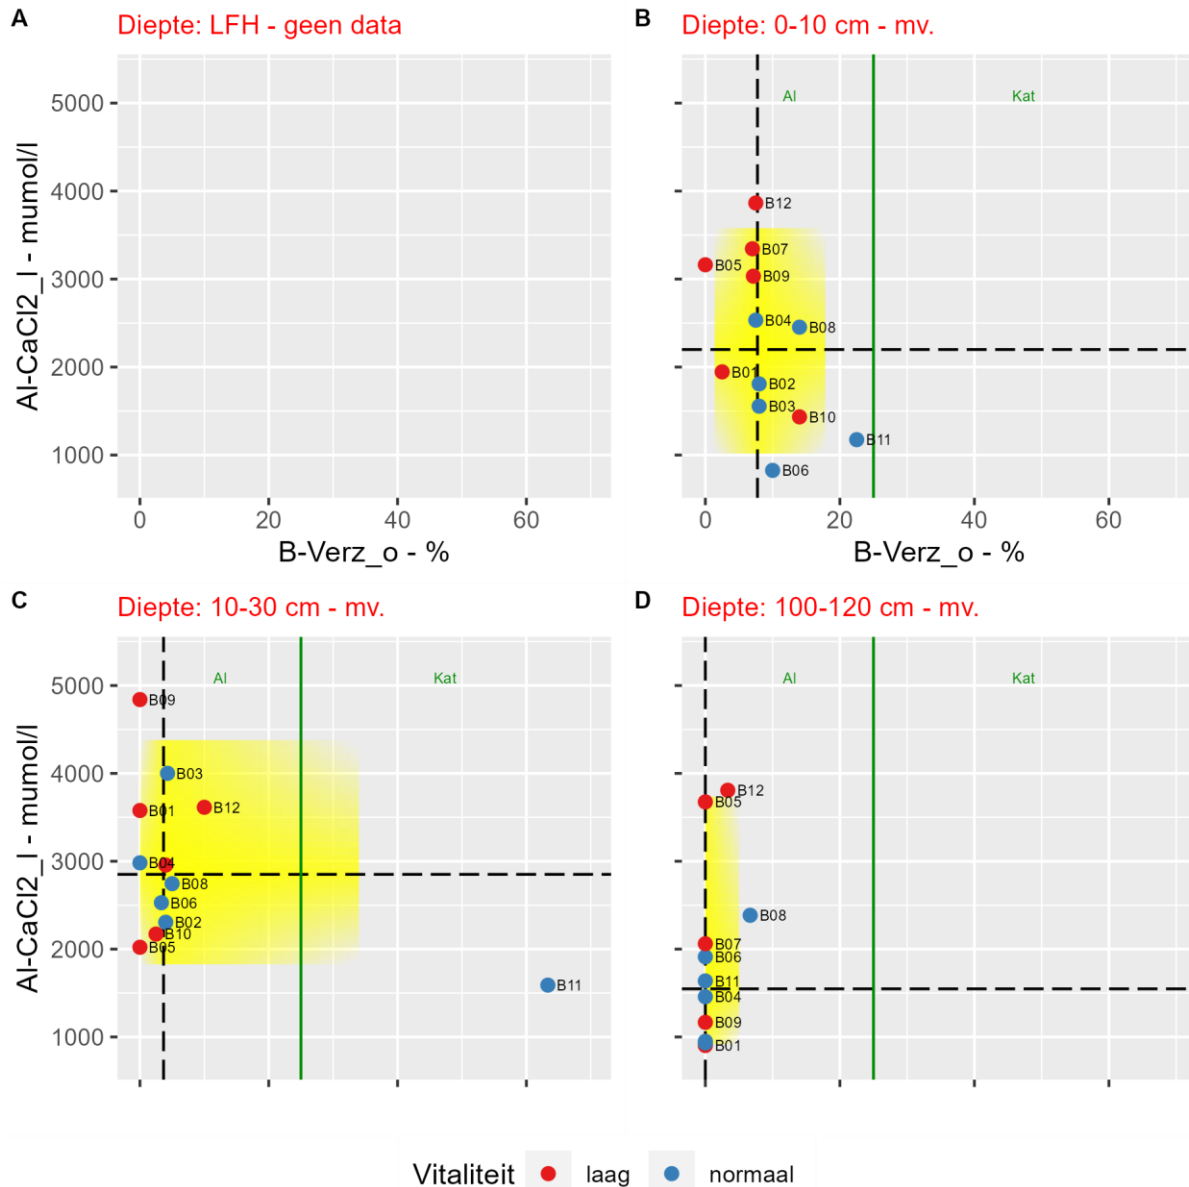 A
Diepte: LFH - geen data
B
Diepte: 0-10 cm - mv.
Al-CaCl2_l - mumol/l
5000
4000
3000
2000
1000
0 20 40 60
B-Verz_o - %
Al
Kat
B12
B07
B05
B09
B04
B08
B01
B02
B03
B10
B11
B06
0 20 40 60
B-Verz_o - %
C
Diepte: 10-30 cm - mv.
D
Diepte: 100-120 cm - mv.
Al-CaCl2_l - mumol/l
5000
4000
3000
2000
1000
Al
Kat
B09
B03
B01
B12
B04
B08
B06
B02
B10
B05
B11
Al
Kat
B12
B05
B08
B07
B06
B11
B04
B09
B01
Vitaliteit laag normaal